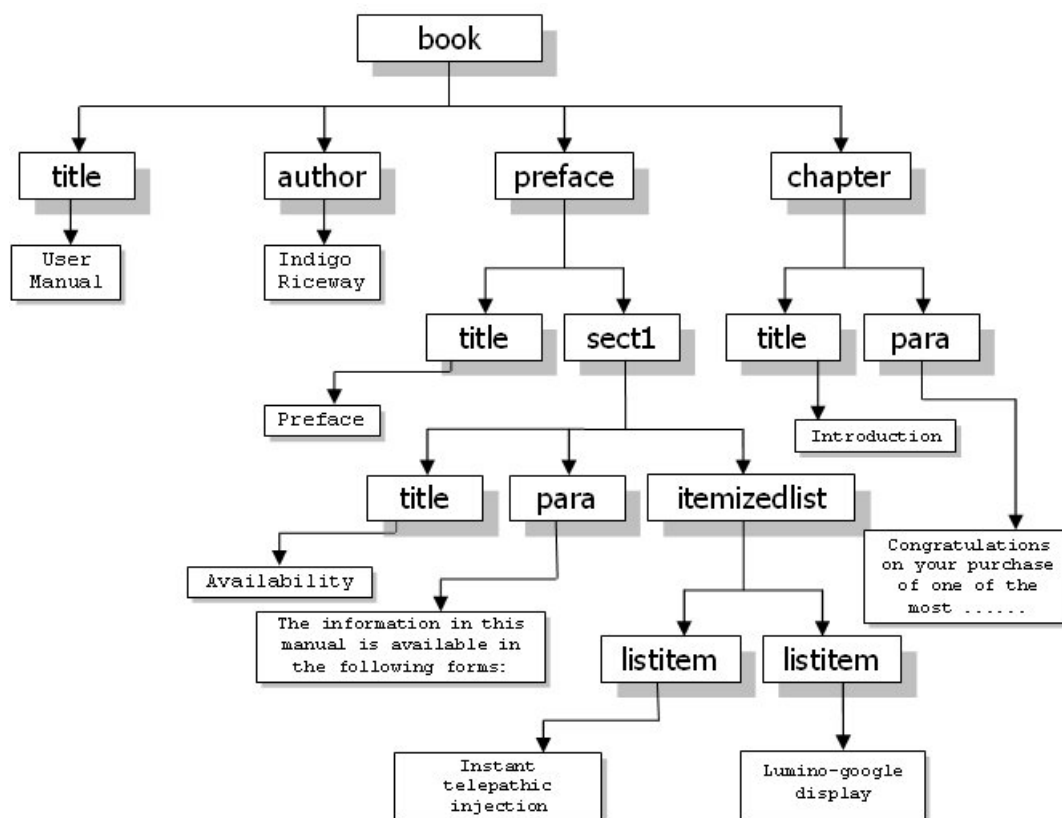 book
title
author
preface
chapter
User
Manual
Indigo
Riceway
title
sect1
title
para
Preface
Introduction
title
para
itemizedlist
Availability
Congratulations
on your purchase
of one of the
most ......
The information in this
manual is available in
the following forms:
listitem
listitem
Instant
telepathic
injection
Lumino-google
display